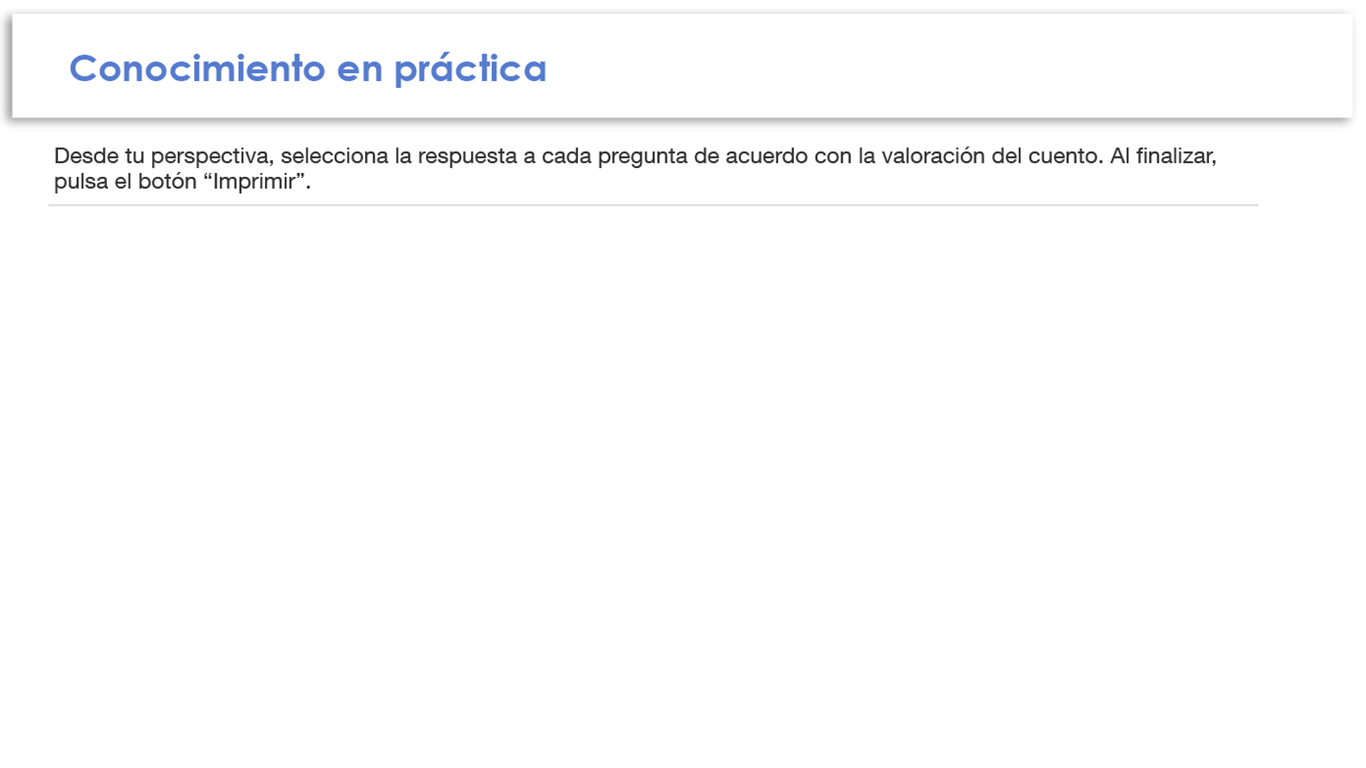 Conocimiento en práctica
Desde tu perspectiva, selecciona la respuesta a cada pregunta de acuerdo con la valoración del cuento. Al finalizar,
pulsa el botón “Imprimir”.